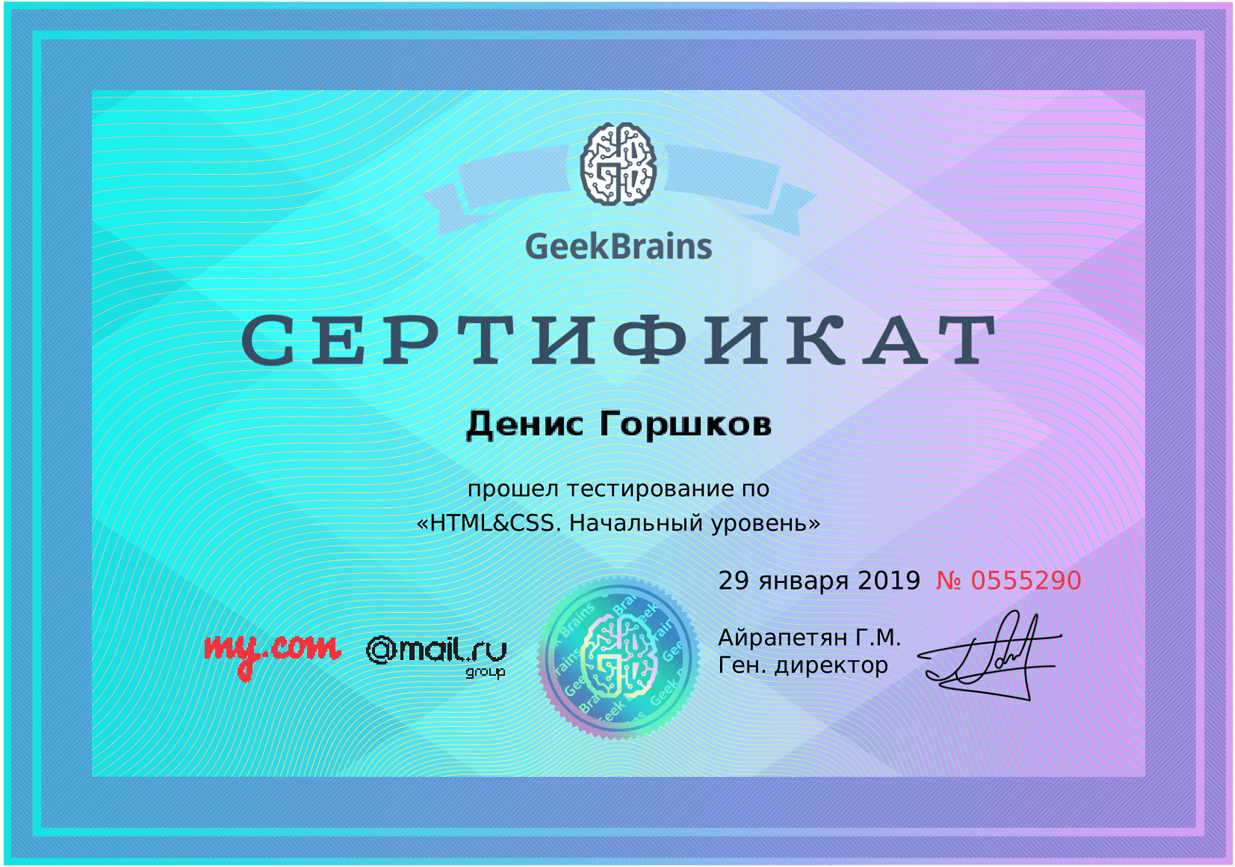 GeekBrains
СЕРТИФИКАТ
Денис Горшков
прошел тестирование по
«HTML&CSS. Начальный уровень»
29 января 2019 № 0555290
my.com @mail.ru
group
Айрапетян Г.М.
Ген. директор